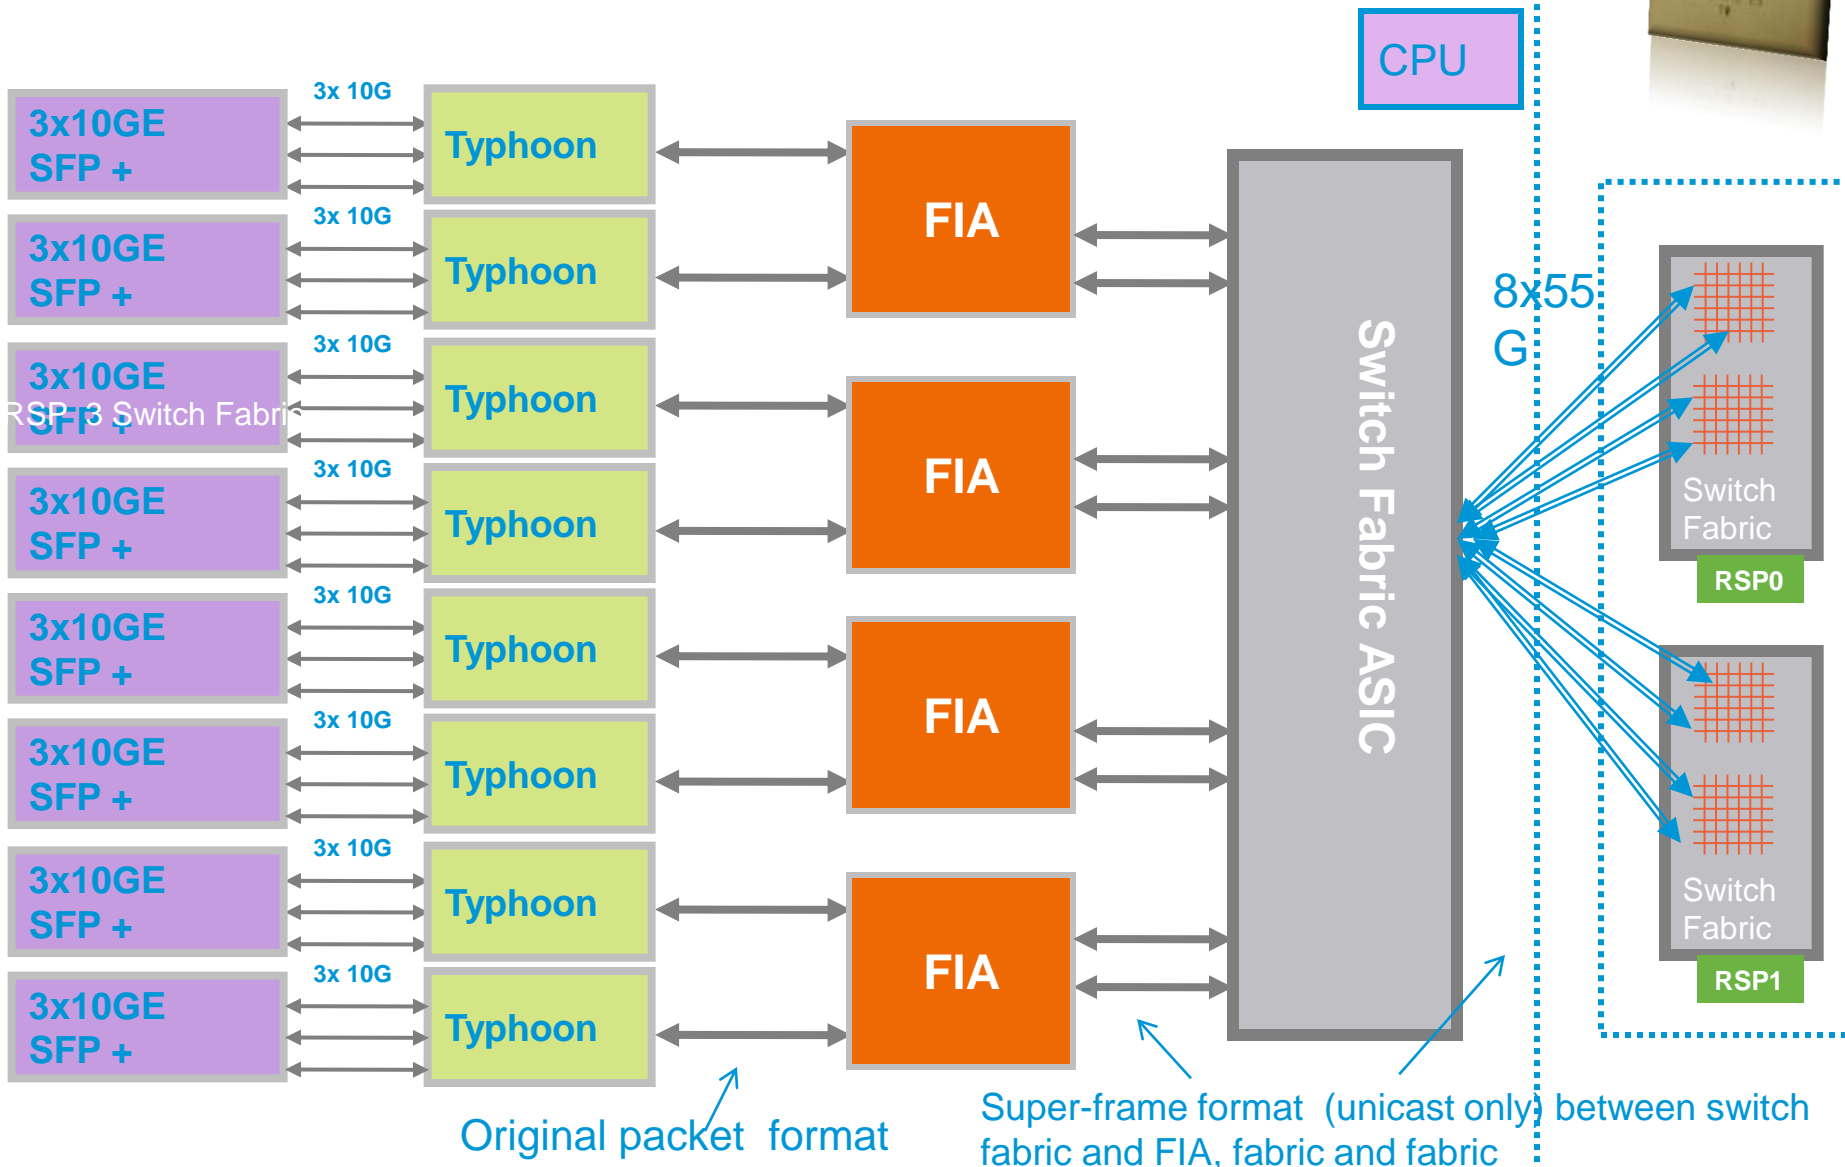 CPU
3x 10G
3x10GE
SFP +
Typhoon
3x 10G
3x10GE
SFP +
Typhoon
FIA
3x 10G
3x10GE
SFP +
RSP 3 Switch Fabric
Typhoon
3x 10G
3x10GE
SFP +
Typhoon
FIA
3x 10G
3x10GE
SFP +
Typhoon
3x 10G
3x10GE
SFP +
Typhoon
FIA
3x 10G
3x10GE
SFP +
Typhoon
3x 10G
3x10GE
SFP +
Typhoon
FIA
Switch Fabric ASIC
8x55
G
Switch
Fabric
RSP0
Switch
Fabric
RSP1
Original packet format
Super-frame format (unicast only) between switch
fabric and FIA, fabric and fabric